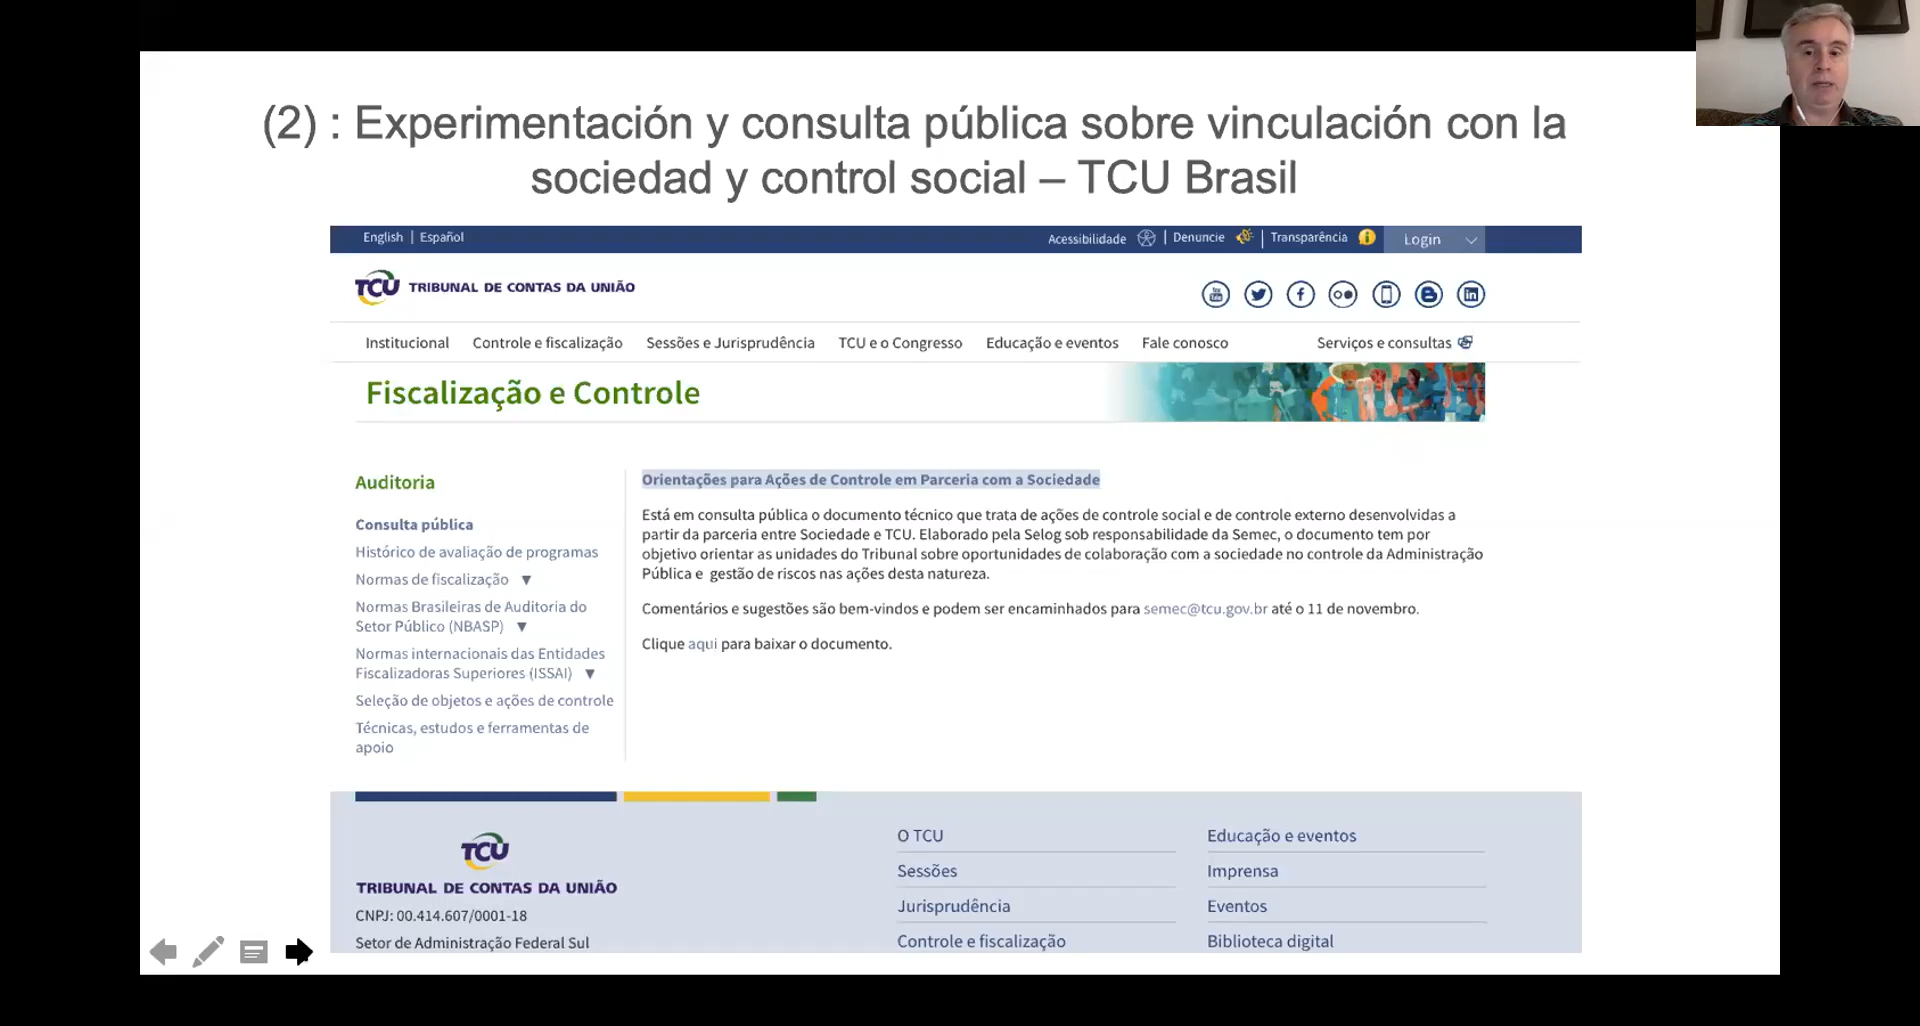 (2) : Experimentación y consulta pública sobre vinculación con la
sociedad y control social – TCU Brasil
English | Español
Acessibilidade | Denuncie | Transparência
Login
TCU TRIBUNAL DE CONTAS DA UNIÃO
Institucional Controle e fiscalização Sessões e Jurisprudência TCU e o Congresso Educação e eventos Fale conosco Serviços e consultas
Fiscalização e Controle
Auditoria
Consulta pública
Histórico de avaliação de programas
Normas de fiscalização ▼
Normas Brasileiras de Auditoria do
Setor Público (NBASP) ▼
Normas internacionais das Entidades
Fiscalizadoras Superiores (ISSAI) ▼
Seleção de objetos e ações de controle
Técnicas, estudos e ferramentas de
apoio
Orientações para Ações de Controle em Parceria com a Sociedade
Está em consulta pública o documento técnico que trata de ações de controle social e de controle externo desenvolvidas a
partir da parceria entre Sociedade e TCU. Elaborado pela Selog sob responsabilidade da Semec, o documento tem por
objetivo orientar as unidades do Tribunal sobre oportunidades de colaboração com a sociedade no controle da Administração
Pública e gestão de riscos nas ações desta natureza.
Comentários e sugestões são bem-vindos e podem ser encaminhados para semec@tcu.gov.br até o 11 de novembro.
Clique aqui para baixar o documento.
TCU
TRIBUNAL DE CONTAS DA UNIÃO
CNPJ: 00.414.607/0001-18
Setor de Administração Federal Sul
O TCU
Sessões
Jurisprudência
Controle e fiscalização
Educação e eventos
Imprensa
Eventos
Biblioteca digital